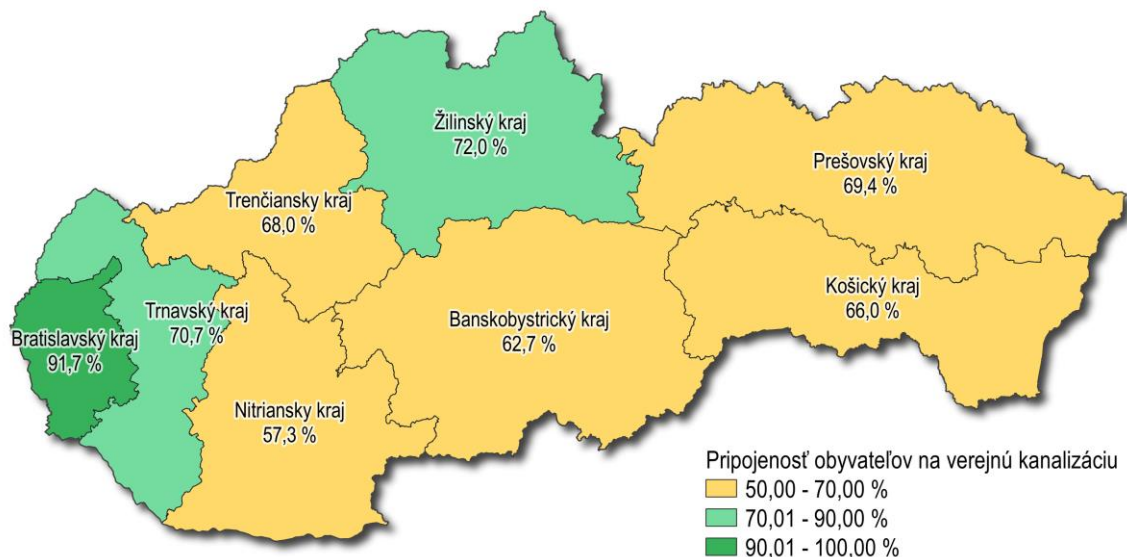 Žilinský kraj
72,0 %
Prešovský kraj
69,4 %
Trenčiansky kraj
68,0 %
Košický kraj
66,0 %
Trnavský kraj
70,7 %
Banskobystrický kraj
62,7 %
Bratislavský kraj
91,7 %
Nitriansky kraj
57,3 %
Pripojenosť obyvateľov na verejnú kanalizáciu
50,00 - 70,00 %
70,01 - 90,00 %
90,01 - 100,00 %